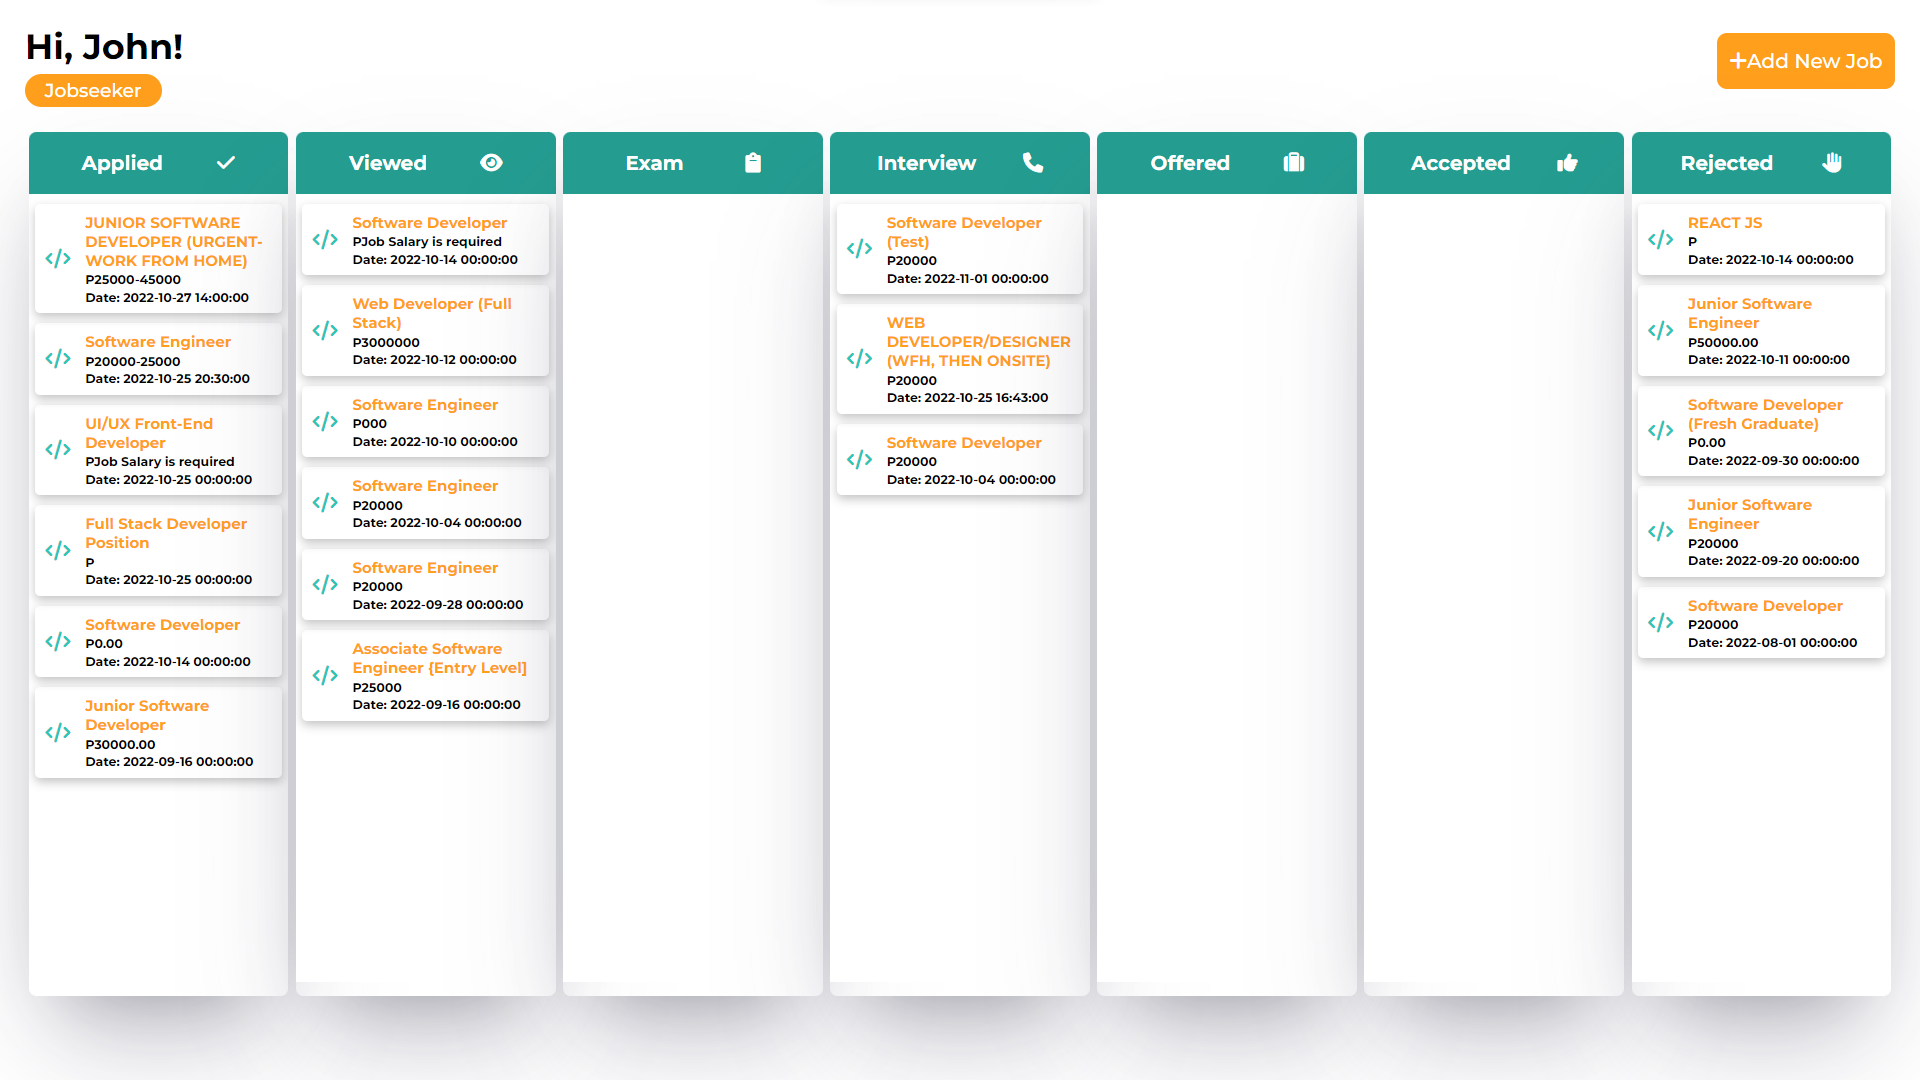 Hi, John!
Jobseeker
+Add New Job
Applied
JUNIOR SOFTWARE
DEVELOPER (URGENT-
WORK FROM HOME)
P25000-45000
Date: 2022-10-27 14:00:00
Software Engineer
P20000-25000
Date: 2022-10-25 20:30:00
UI/UX Front-End
Developer
PJob Salary is required
Date: 2022-10-25 00:00:00
Full Stack Developer
Position
P
Date: 2022-10-25 00:00:00
Software Developer
P0.00
Date: 2022-10-14 00:00:00
Junior Software
Developer
P30000.00
Date: 2022-09-16 00:00:00
Viewed
Software Developer
PJob Salary is required
Date: 2022-10-14 00:00:00
Web Developer (Full
Stack)
P3000000
Date: 2022-10-12 00:00:00
Software Engineer
P000
Date: 2022-10-10 00:00:00
Software Engineer
P20000
Date: 2022-10-04 00:00:00
Software Engineer
P20000
Date: 2022-09-28 00:00:00
Associate Software
Engineer {Entry Level]
P25000
Date: 2022-09-16 00:00:00
Exam
Interview
Software Developer
(Test)
P20000
Date: 2022-11-01 00:00:00
WEB
DEVELOPER/DESIGNER
(WFH, THEN ONSITE)
P20000
Date: 2022-10-25 16:43:00
Software Developer
P20000
Date: 2022-10-04 00:00:00
Offered
Accepted
Rejected
REACT JS
P
Date: 2022-10-14 00:00:00
Junior Software
Engineer
P50000.00
Date: 2022-10-11 00:00:00
Software Developer
(Fresh Graduate)
P0.00
Date: 2022-09-30 00:00:00
Junior Software
Engineer
P20000
Date: 2022-09-20 00:00:00
Software Developer
P20000
Date: 2022-08-01 00:00:00